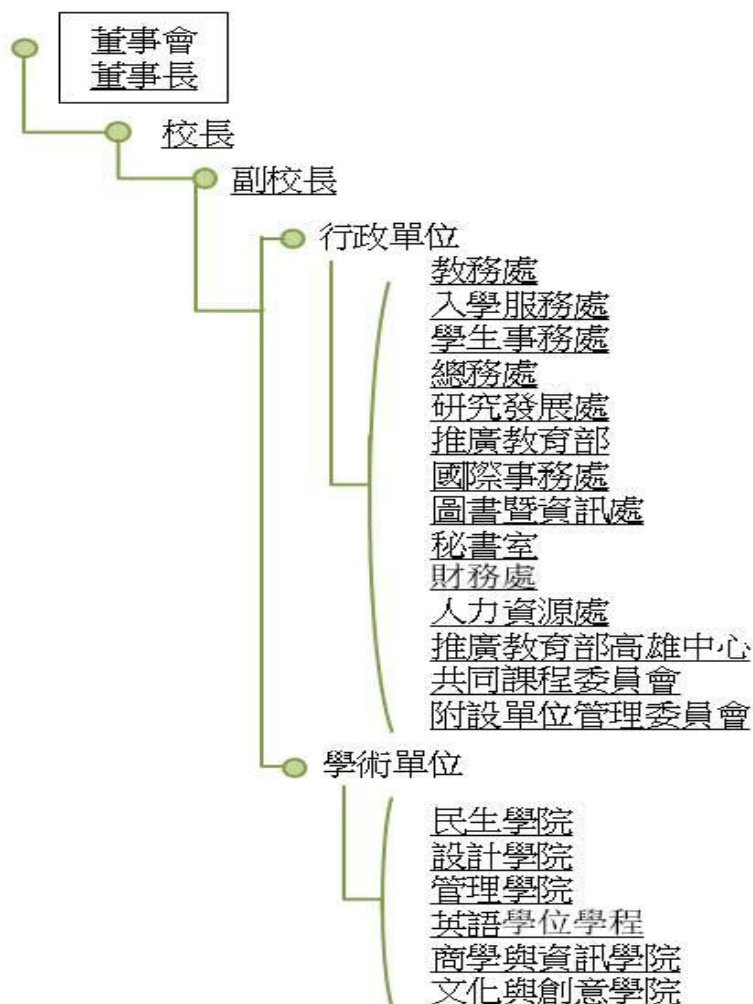 董事會
董事長
校長
副校長
行政單位
教務處
入學服務處
學生事務處
總務處
研究發展處
推廣教育部
國際事務處
圖書暨資訊處
秘書室
財務處
人力資源處
推廣教育部高雄中心
共同課程委員會
附設單位管理委員會
學術單位
民生學院
設計學院
管理學院
英語學位學程
商學與資訊學院
文化與創意學院